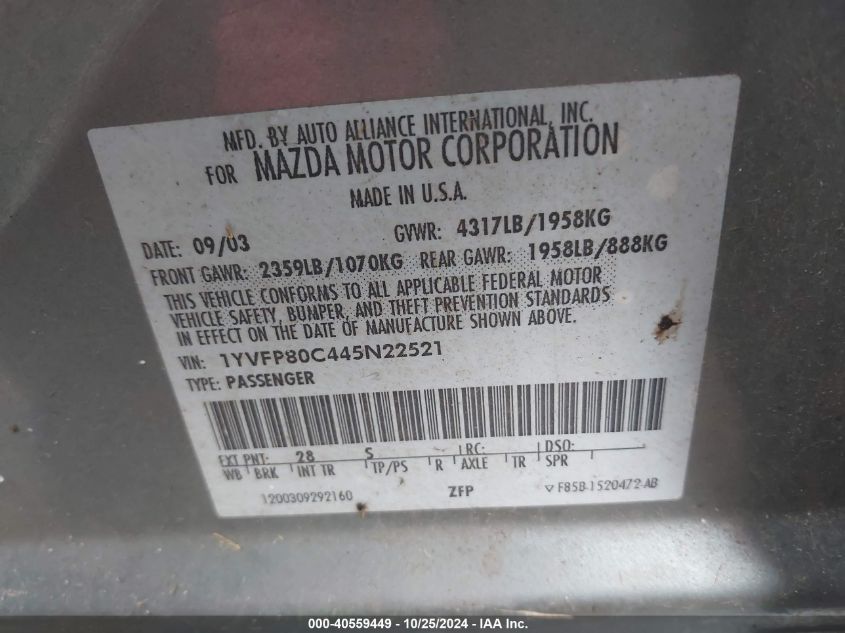 MFD. BY AUTO ALLIANCE INTERNATIONAL, INC.
FOR MAZDA MOTOR CORPORATION
MADE IN U.S.A.
DATE: 09/03 GVWR: 4317LB/1958KG
FRONT GAWR: 2359LB/1070KG REAR GAWR: 1958LB/888KG
THIS VEHICLE CONFORMS TO ALL APPLICABLE FEDERAL MOTOR
VEHICLE SAFETY, BUMPER, AND THEFT PREVENTION STANDARDS
IN EFFECT ON THE DATE OF MANUFACTURE SHOWN ABOVE.
VIN: 1YVFP80C445N22521
TYPE: PASSENGER
EXT PNT: 28 S RC: DSO:
WB BRK INT TR TP/PS R AXLE TR SPR
1200309292160 ZFP F85B-1520472-AB
000-40559449 - 10/25/2024 - IAA Inc.